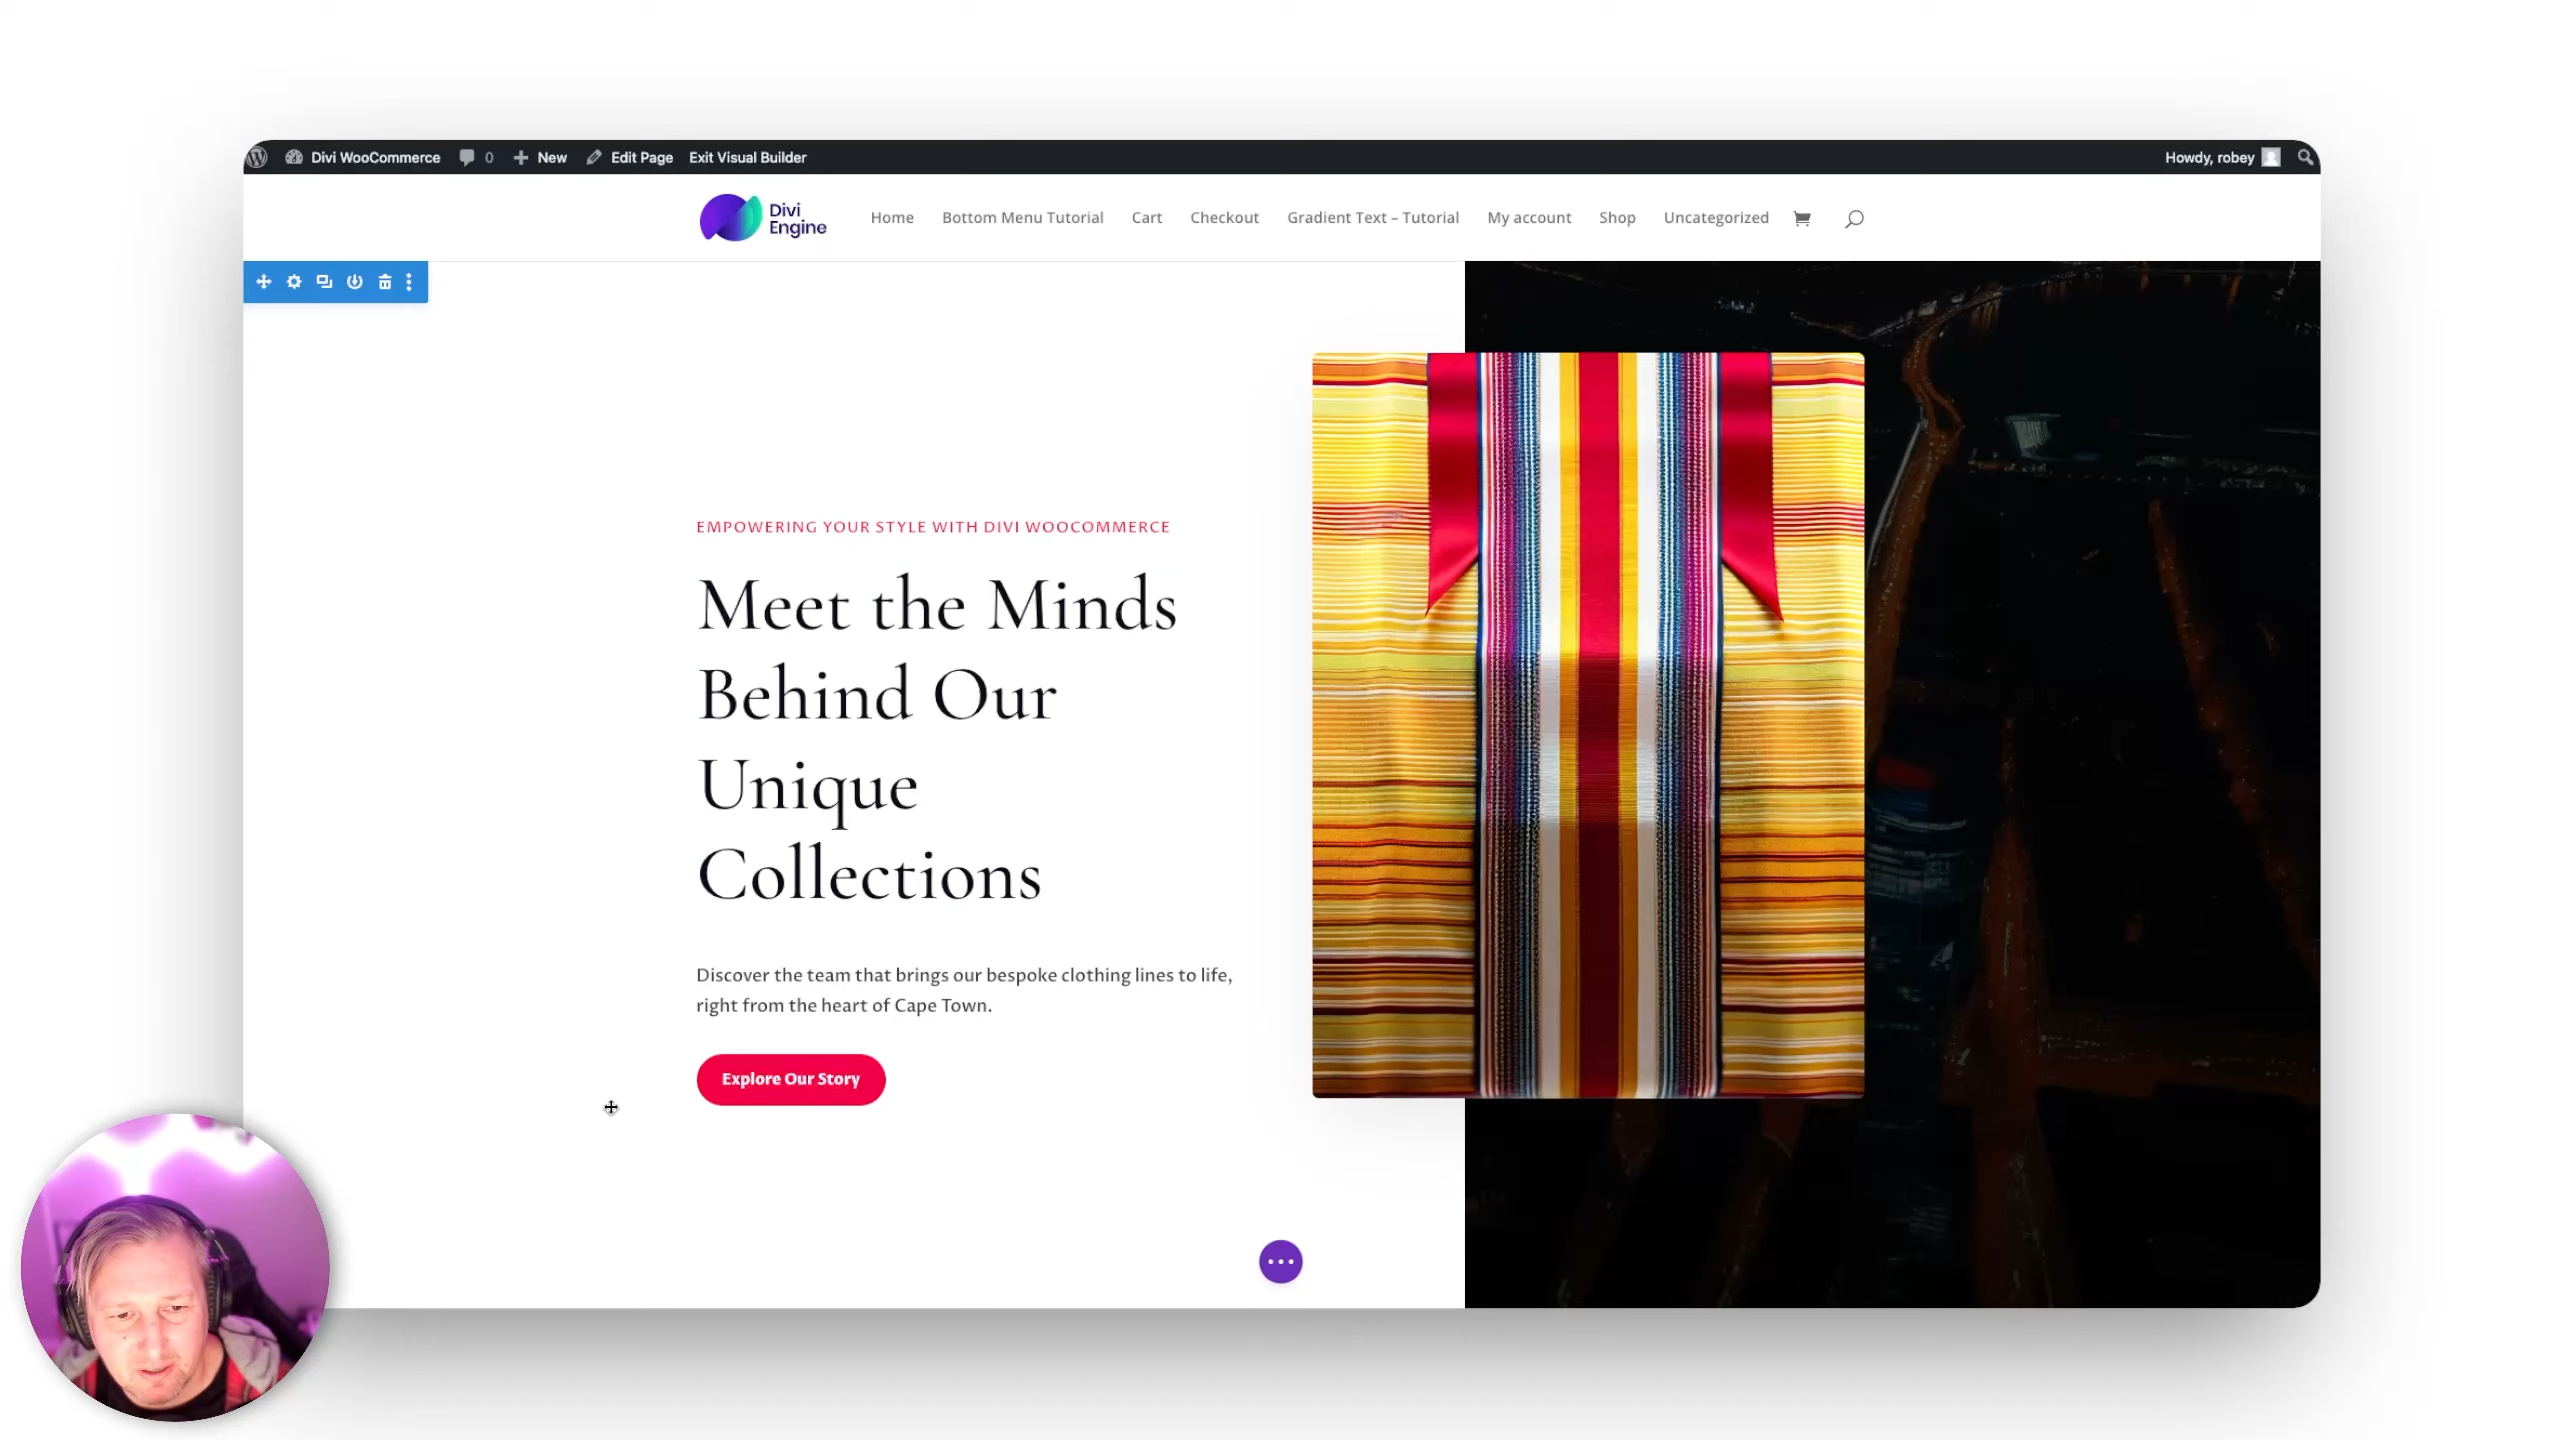 Divi WooCommerce 0 New Edit Page Exit Visual Builder Howdy, robey
Divi
Engine
Home Bottom Menu Tutorial Cart Checkout Gradient Text – Tutorial My account Shop Uncategorized
EMPOWERING YOUR STYLE WITH DIVI WOOCOMMERCE
Meet the Minds
Behind Our
Unique
Collections
Discover the team that brings our bespoke clothing lines to life,
right from the heart of Cape Town.
Explore Our Story